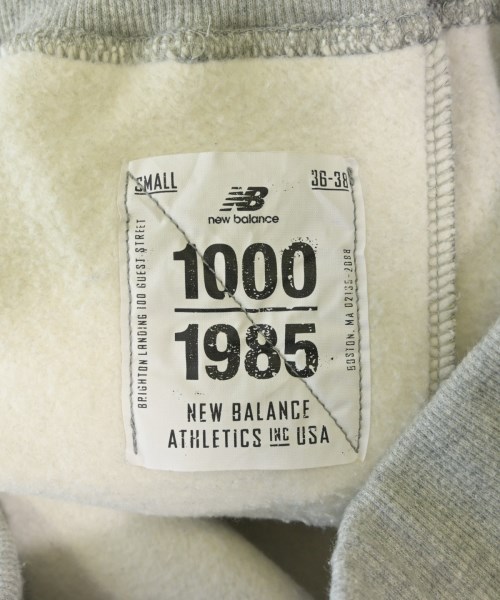 SMALL
36-38
NB
new balance
1000
1985
NEW BALANCE
ATHLETICS INC USA
BRIGHTON LANDING 100 GUEST STREET
BOSTON, MA 02135-2088